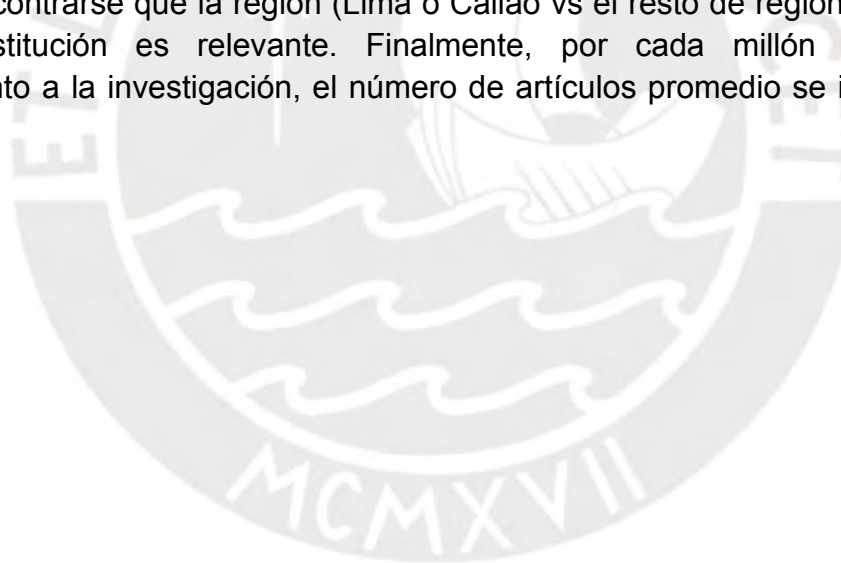 contrarse que la región (Lima o Callao vs el resto de region
stitución es relevante. Finalmente, por cada millón
nto a la investigación, el número de artículos promedio se i
MCMXVII